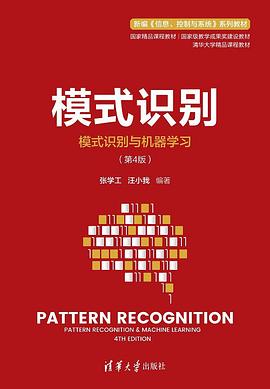 新编《信息、控制与系统》系列教材
国家精品课程教材｜国家级教学成果奖建设教材
清华大学精品课程教材
模式识别
模式识别与机器学习
（第4版）
张学工 汪小我 编著
PATTERN RECOGNITION
PATTERN RECOGNITION & MACHINE LEARNING
4TH EDITION
清华大学出版社